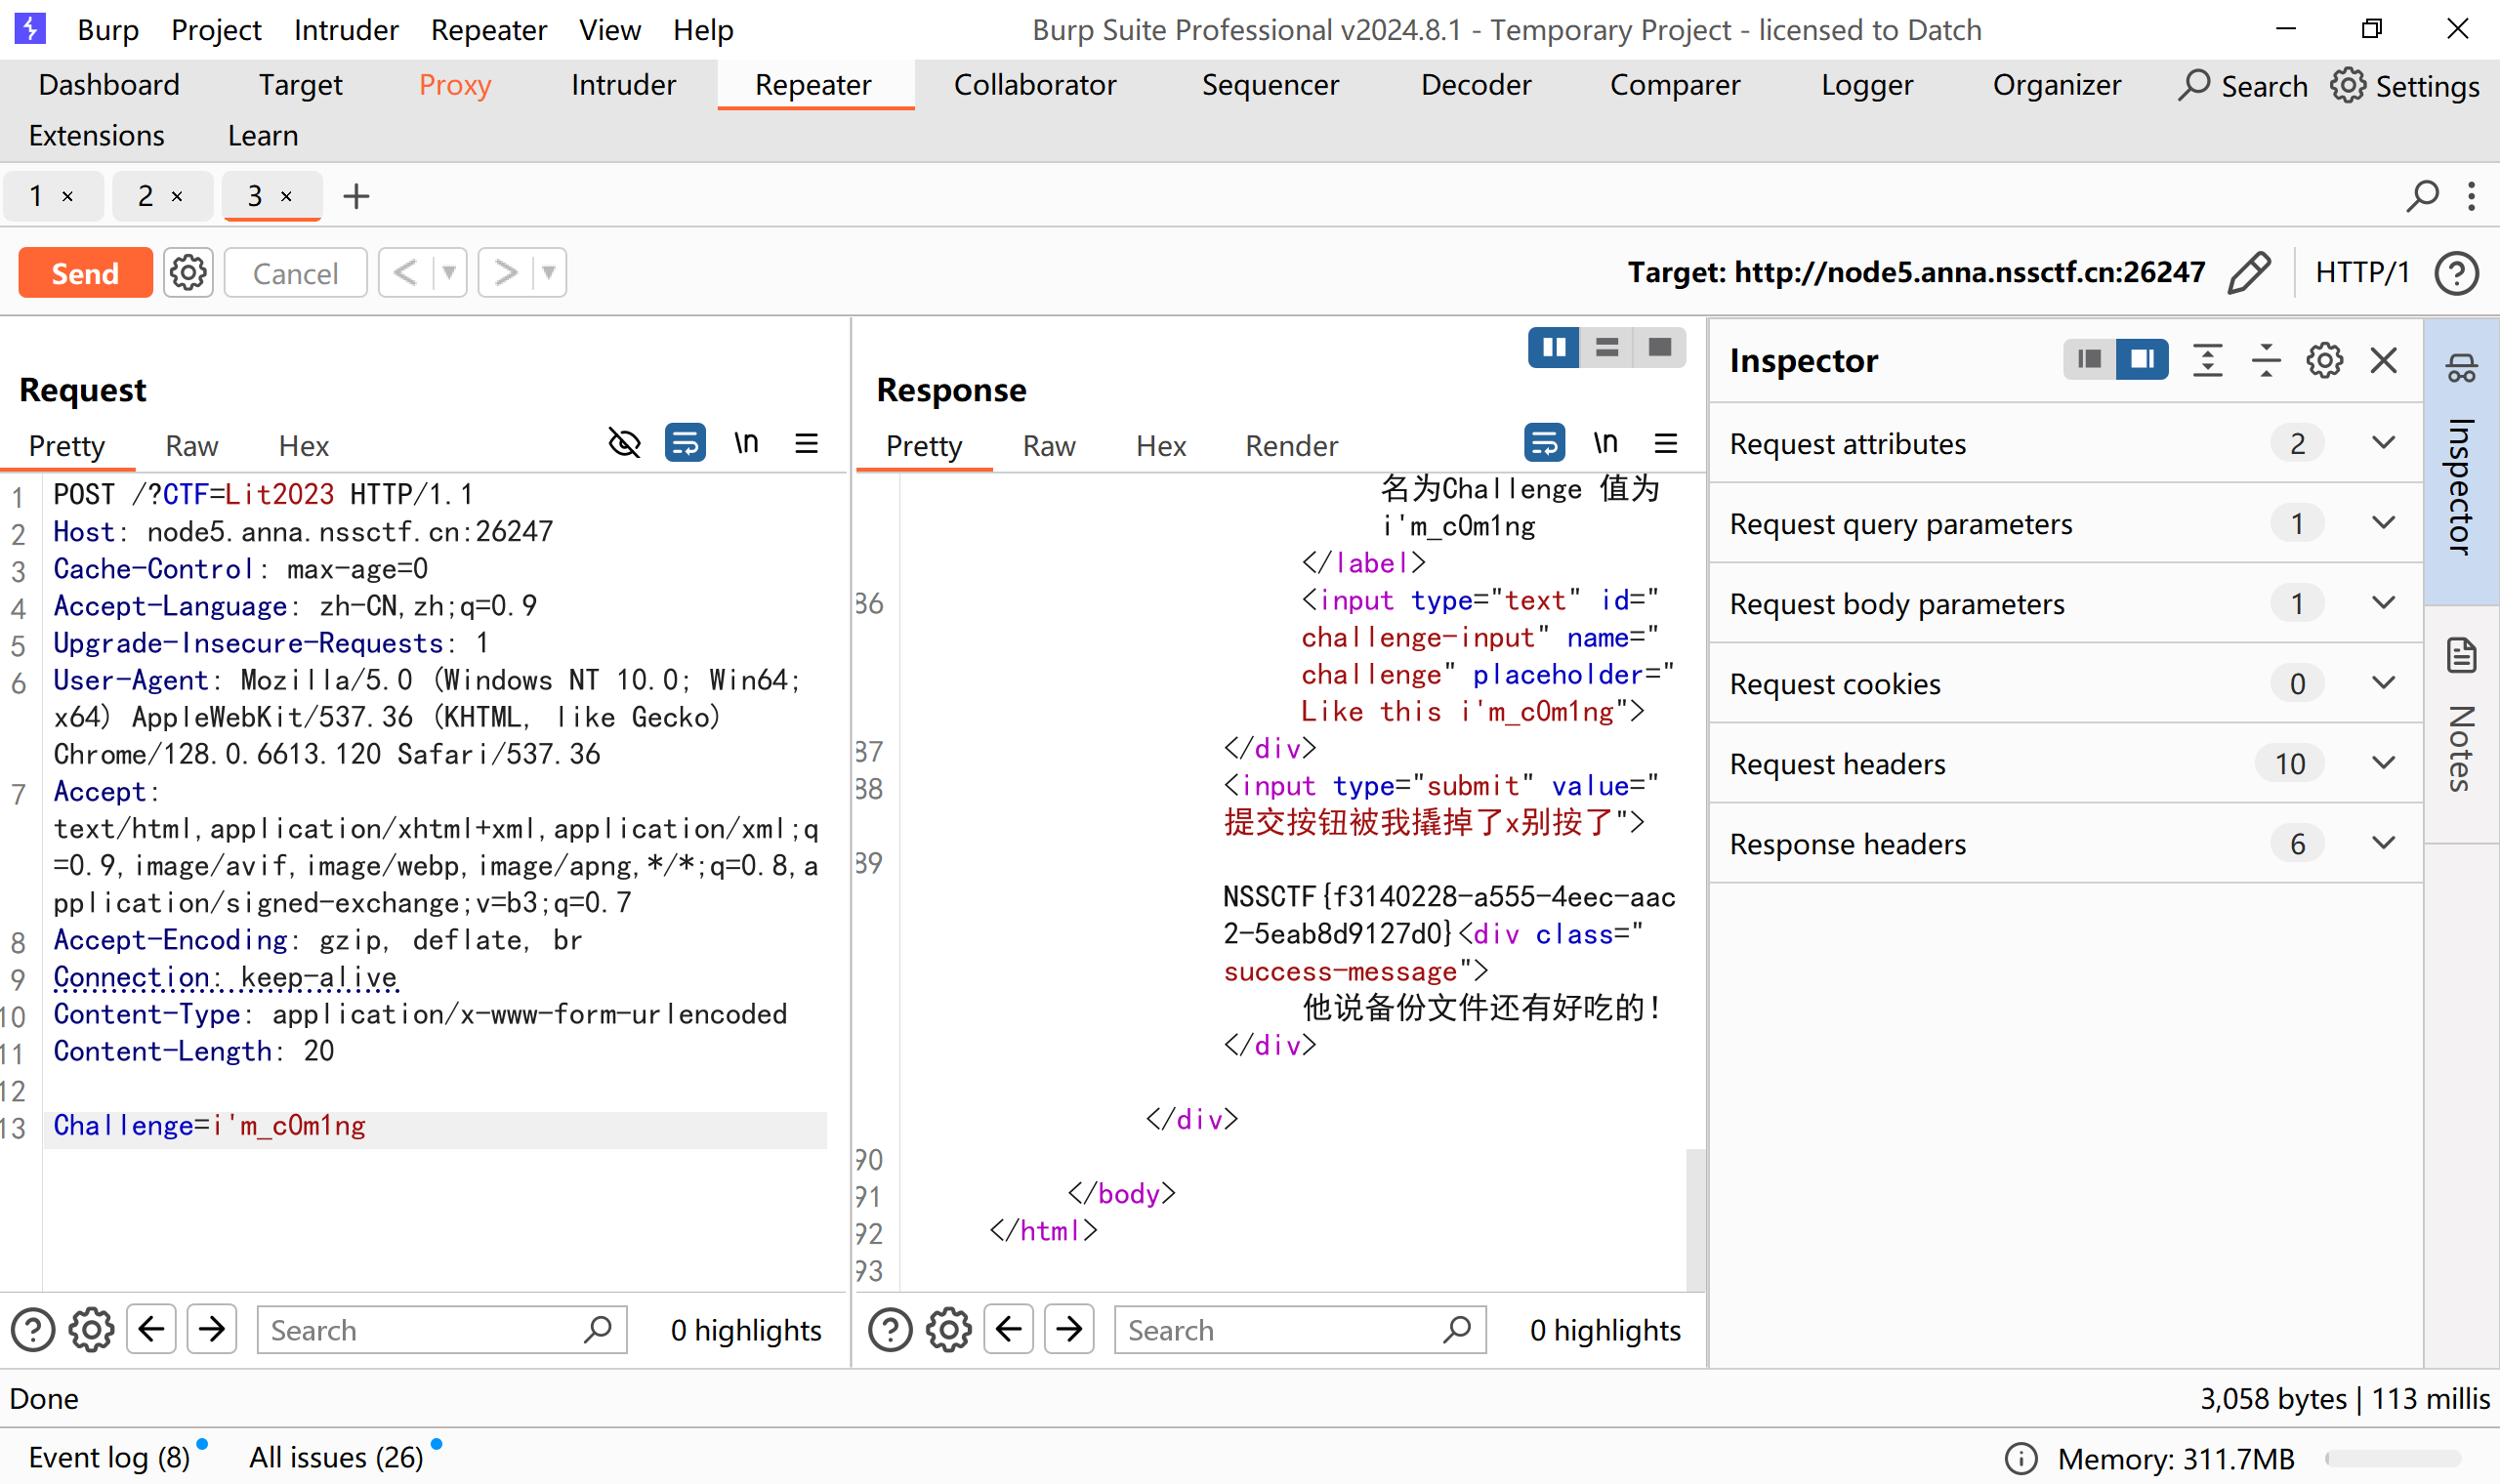 Burp Project Intruder Repeater View Help Burp Suite Professional v2024.8.1 - Temporary Project - licensed to Datch
Dashboard Target Proxy Intruder Repeater Collaborator Sequencer Decoder Comparer Logger Organizer Search Settings
Extensions Learn
1 × 2 × 3 × +
Send Cancel < > Target: http://node5.anna.nssctf.cn:26247 HTTP/1
Request
Pretty Raw Hex \n
1 POST /?CTF=Lit2023 HTTP/1.1
2 Host: node5.anna.nssctf.cn:26247
3 Cache-Control: max-age=0
4 Accept-Language: zh-CN,zh;q=0.9
5 Upgrade-Insecure-Requests: 1
6 User-Agent: Mozilla/5.0 (Windows NT 10.0; Win64;
x64) AppleWebKit/537.36 (KHTML, like Gecko)
Chrome/128.0.6613.120 Safari/537.36
7 Accept:
text/html,application/xhtml+xml,application/xml;q
=0.9,image/avif,image/webp,image/apng,*/*;q=0.8,a
pplication/signed-exchange;v=b3;q=0.7
8 Accept-Encoding: gzip, deflate, br
9 Connection: keep-alive
10 Content-Type: application/x-www-form-urlencoded
11 Content-Length: 20
12
13 Challenge=i'm_c0m1ng
Search 0 highlights
Response
Pretty Raw Hex Render \n
名为Challenge 值为
i'm_c0m1ng
</label>
86 <input type="text" id="
challenge-input" name="
challenge" placeholder="
Like this i'm_c0m1ng">
87 </div>
88 <input type="submit" value="
提交按钮被我撬掉了x别按了">
89
NSSCTF{f3140228-a555-4eec-aac
2-5eab8d9127d0}<div class="
success-message">
他说备份文件还有好吃的!
</div>
</div>
90
91 </body>
92 </html>
93
Search 0 highlights
Inspector
Request attributes 2
Request query parameters 1
Request body parameters 1
Request cookies 0
Request headers 10
Response headers 6
Inspector
Notes
Done 3,058 bytes | 113 millis
Event log (8) All issues (26) Memory: 311.7MB